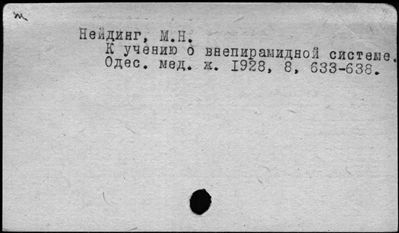 Нейдинг, М.Н.
К учению о внепирамидной системе.
Одес. мед. ж. 1928, 8, 633-638.